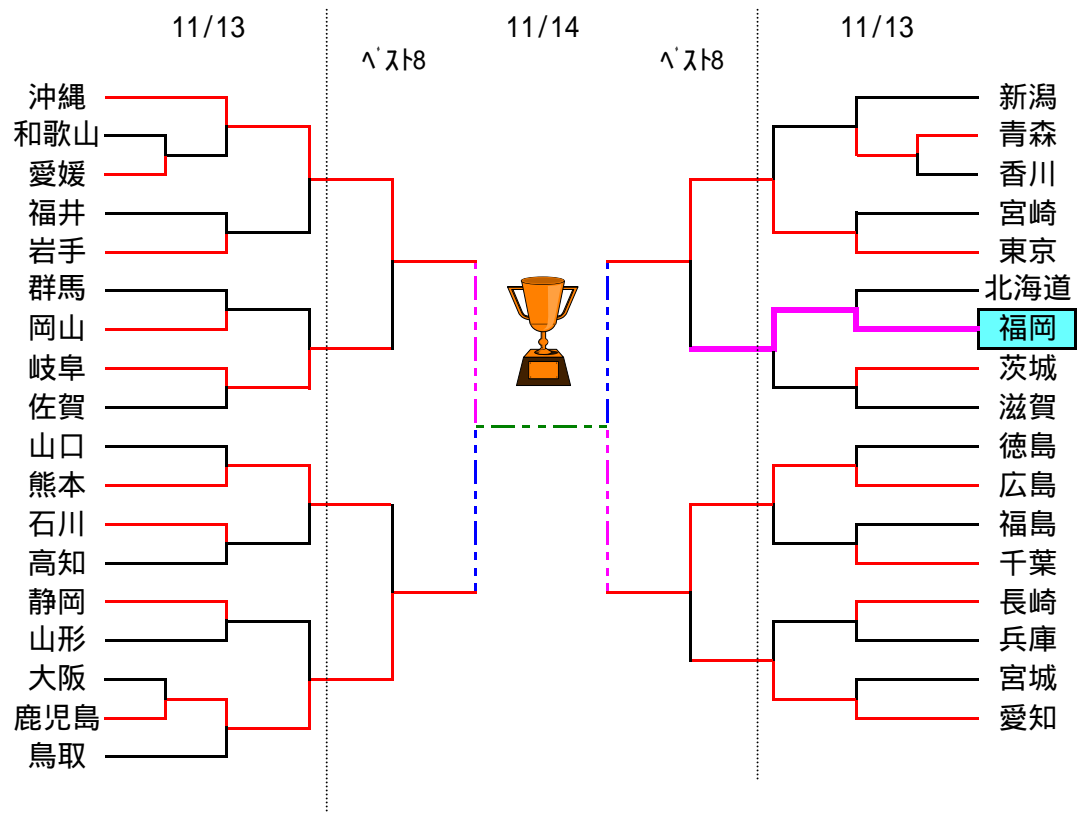 11/13
11/14
11/13
ﾍﾞｽﾄ8
ﾍﾞｽﾄ8
沖縄
和歌山
愛媛
福井
岩手
群馬
岡山
岐阜
佐賀
山口
熊本
石川
高知
静岡
山形
大阪
鹿児島
鳥取
新潟
青森
香川
宮崎
東京
北海道
福岡
茨城
滋賀
徳島
広島
福島
千葉
長崎
兵庫
宮城
愛知